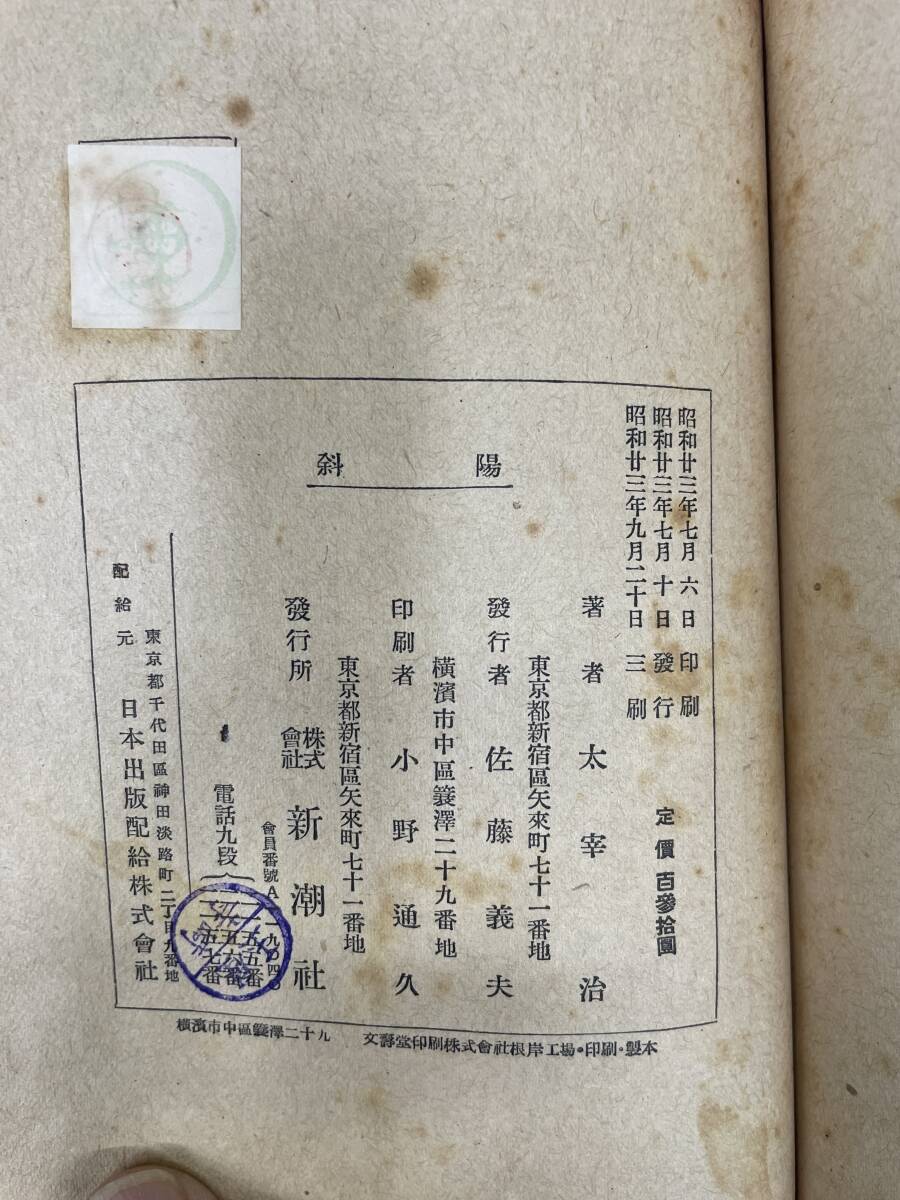 昭和廿三年七月六日印刷
昭和廿三年七月十日發行
昭和廿三年九月二十日三刷
定價 百參拾圓
斜陽
著者 太宰治
東京都新宿區矢來町七十一番地
發行者 佐藤義夫
橫濱市中區簑澤二十九番地
印刷者 小野通久
東京都新宿區矢來町七十一番地
發行所 株式會社 新潮社
會員番號A
電話九段
東京都千代田區神田淡路町二丁目九番地
配給元 日本出版配給株式會社
橫濱市中區簑澤二十九 文壽堂印刷株式會社根岸工場・印刷・製本